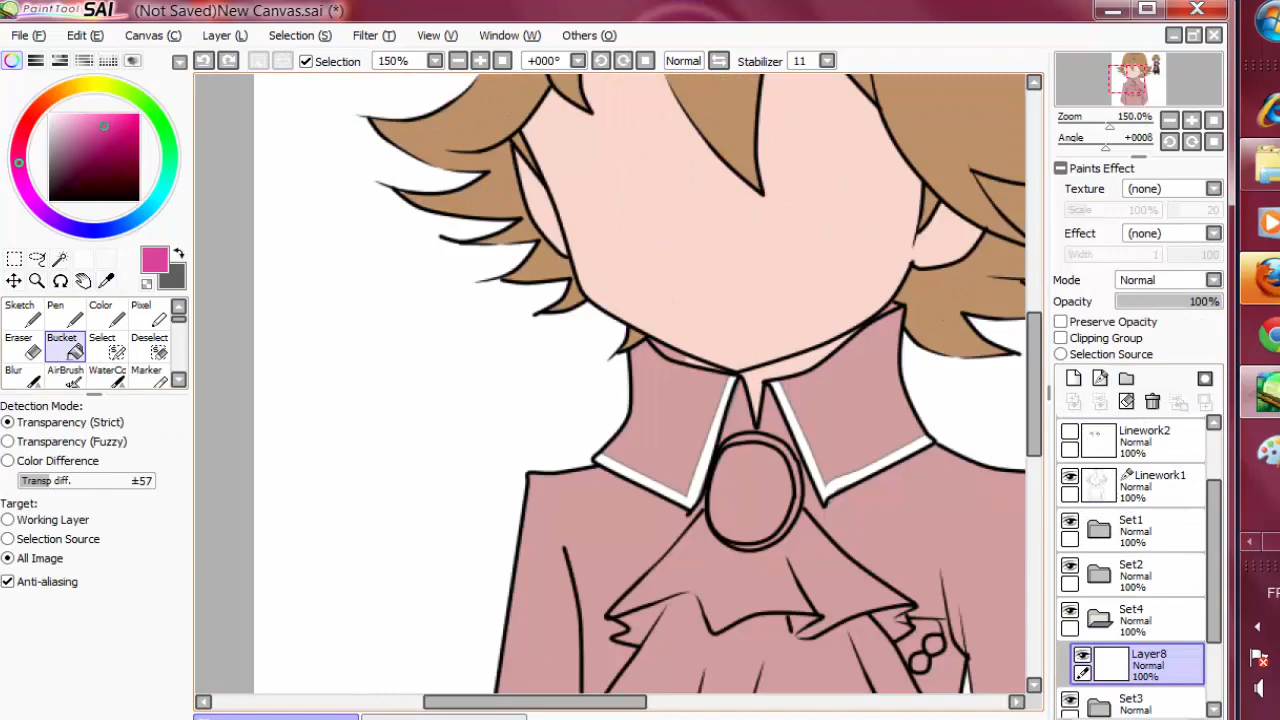 PaintTool SAI (Not Saved)New Canvas.sai (*)
File (F) Edit (E) Canvas (C) Layer (L) Selection (S) Filter (T) View (V) Window (W) Others (O)
Selection 150% +000° Normal Stabilizer 11
Zoom 150.0%
Angle +000θ
Paints Effect
Texture (none)
Scale 100% 20
Effect (none)
Width 1 100
Mode Normal
Opacity 100%
Preserve Opacity
Clipping Group
Selection Source
Sketch Pen Color Pixel
Eraser Bucket Select Deselect
Blur AirBrush WaterCo Marker
Detection Mode:
Transparency (Strict)
Transparency (Fuzzy)
Color Difference
Transp diff. ±57
Target:
Working Layer
Selection Source
All Image
Anti-aliasing
Linework2
Normal
100%
Linework1
Normal
100%
Set1
Normal
100%
Set2
Normal
100%
Set4
Normal
100%
Layer8
Normal
100%
Set3
Normal
FR